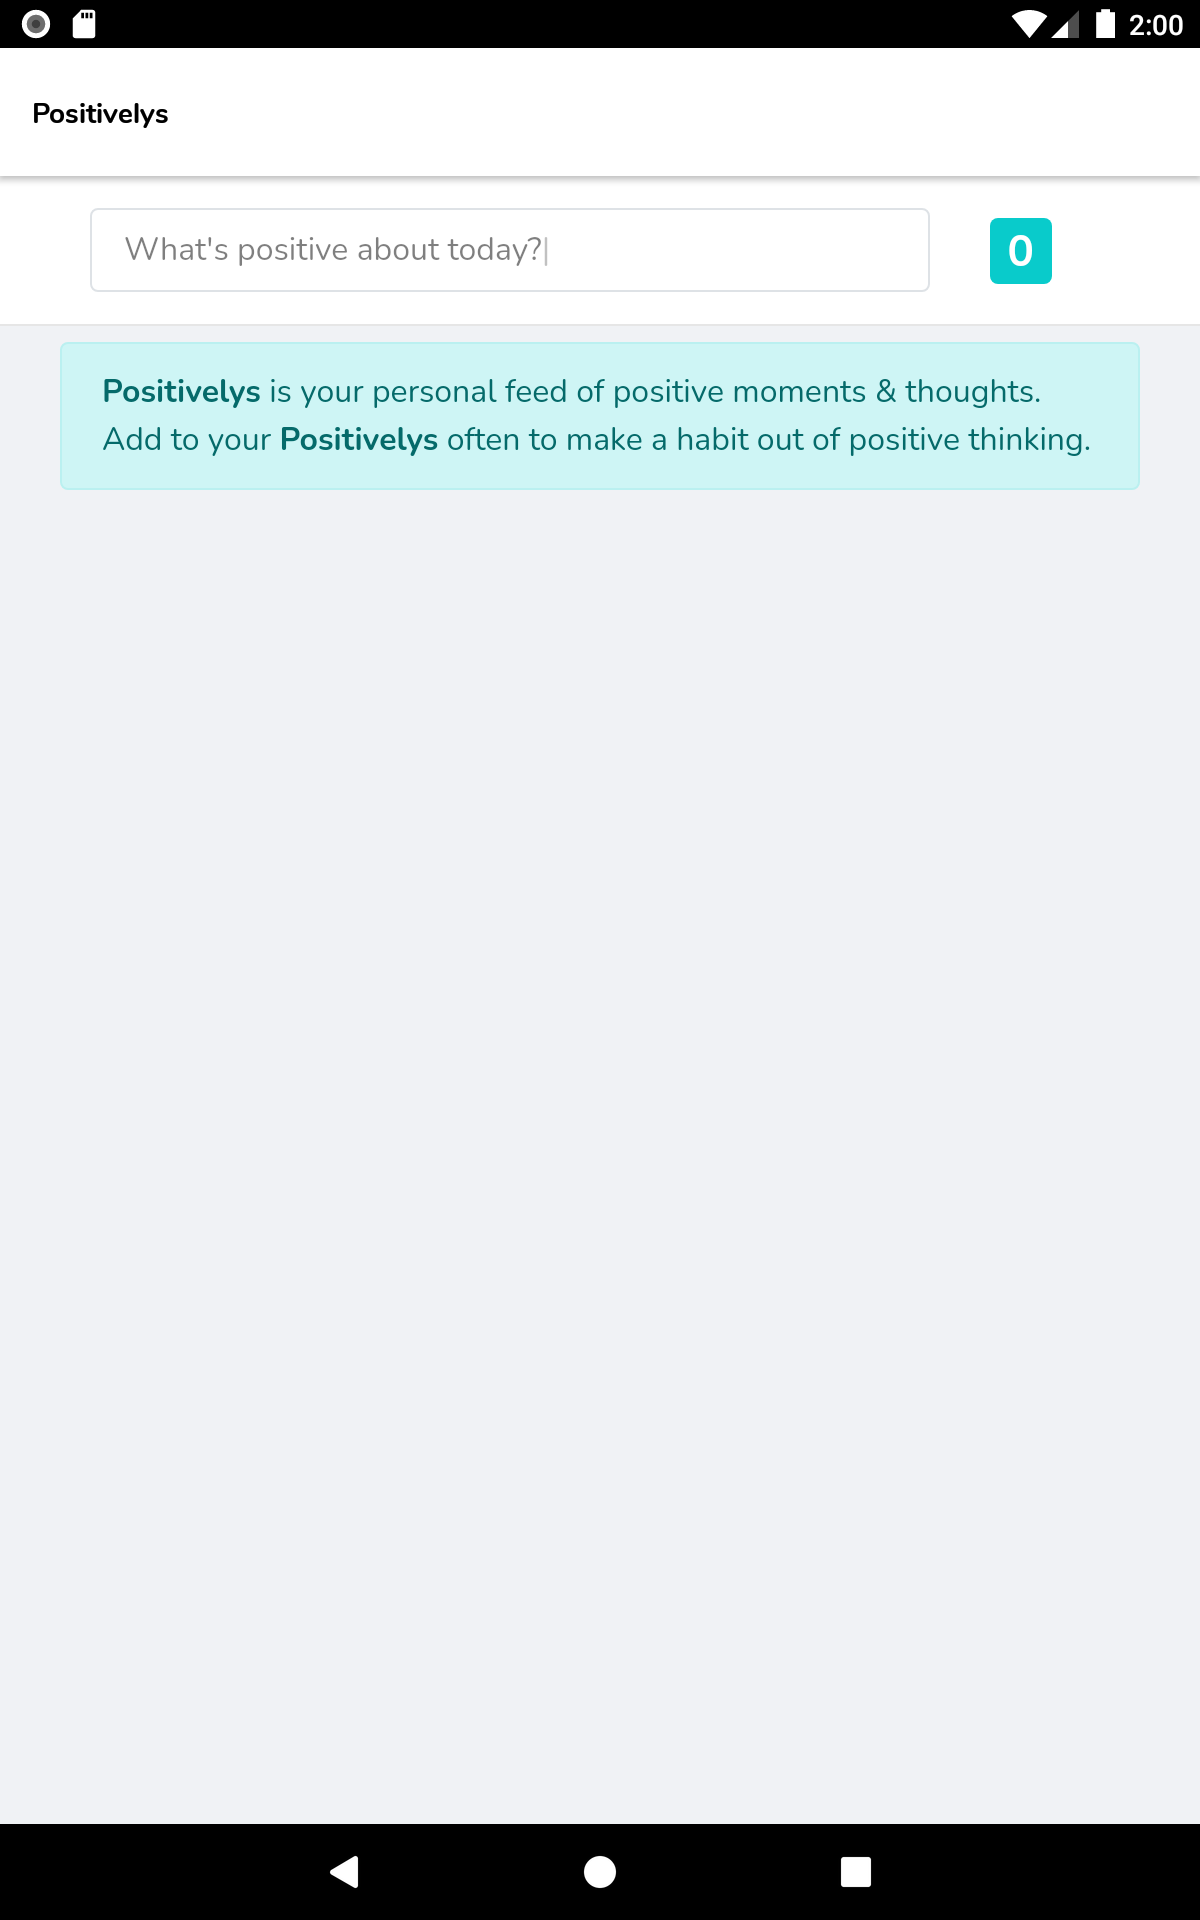 2:00
Positivelys
What's positive about today?|
0
Positivelys is your personal feed of positive moments & thoughts.
Add to your Positivelys often to make a habit out of positive thinking.